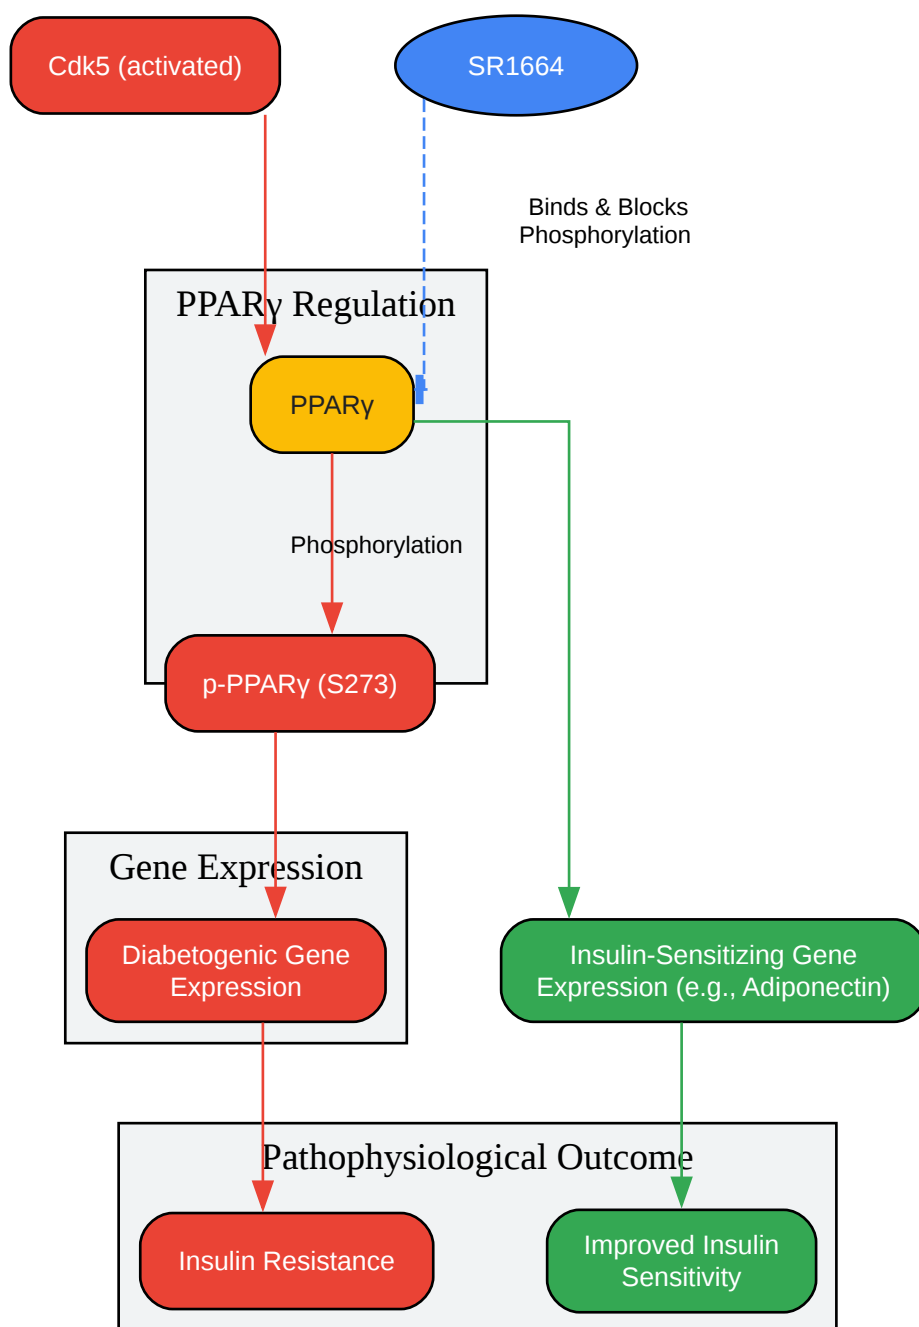 Cdk5 (activated)
SR1664
Binds & Blocks
Phosphorylation
PPARγ Regulation
PPARγ
Phosphorylation
p-PPARγ (S273)
Gene Expression
Diabetogenic Gene
Expression
Insulin-Sensitizing Gene
Expression (e.g., Adiponectin)
Pathophysiological Outcome
Insulin Resistance
Improved Insulin
Sensitivity